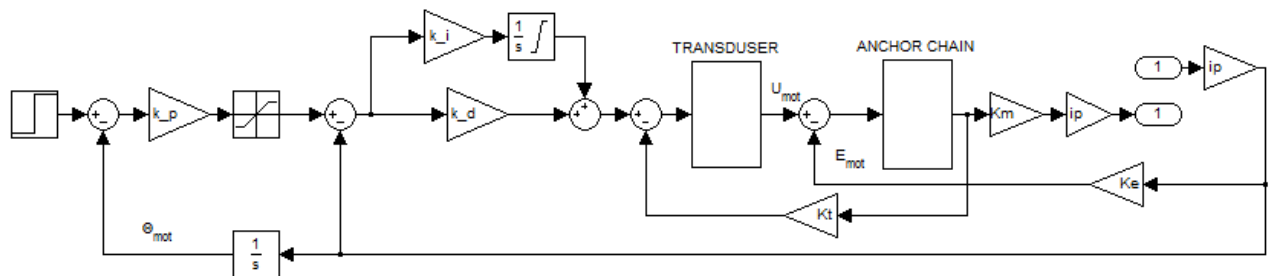 k_i
1
s
TRANSDUSER
ANCHOR CHAIN
1
ip
k_p
k_d
U_mot
Km
ip
1
E_mot
Ke
Kt
Θ_mot
1
s